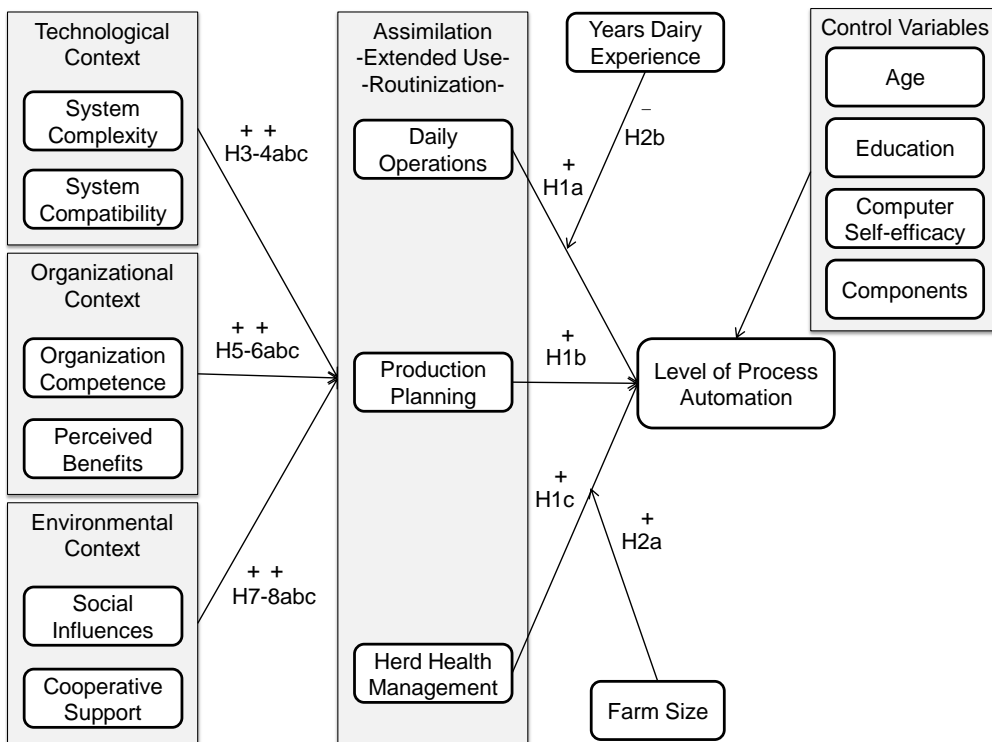 Technological
Context
System
Complexity
System
Compatibility
+ +
H3-4abc
Organizational
Context
Organization
Competence
Perceived
Benefits
+ +
H5-6abc
Environmental
Context
Social
Influences
Cooperative
Support
+ +
H7-8abc
Assimilation
-Extended Use-
-Routinization-
Daily
Operations
Production
Planning
Herd Health
Management
Years Dairy
Experience
–
H2b
+
H1a
+
H1b
+
H1c
+
H2a
Farm Size
Level of Process
Automation
Control Variables
Age
Education
Computer
Self-efficacy
Components